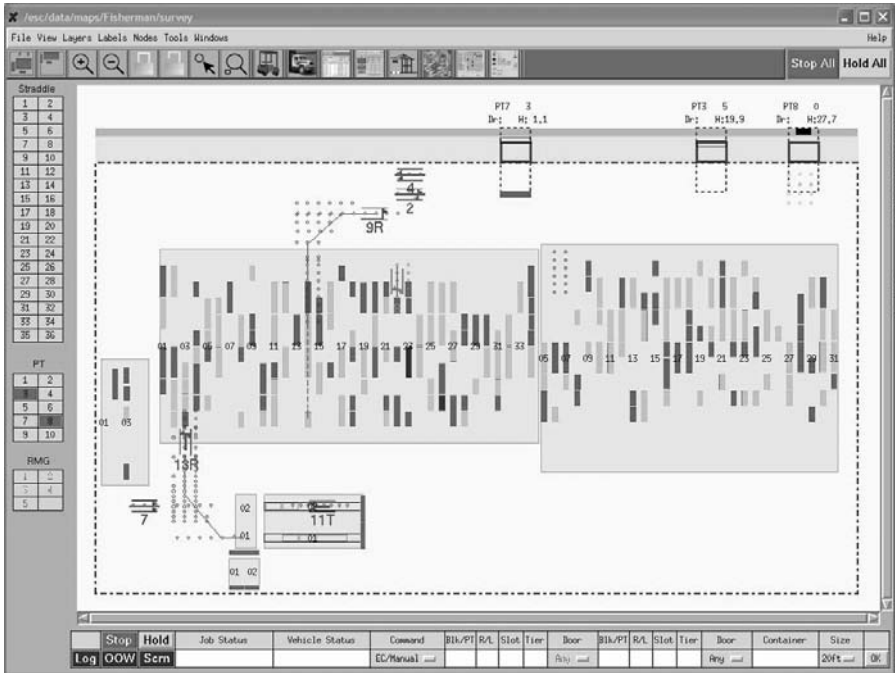 /esc/data/maps/Fisherman/survey
File View Layers Labels Nodes Tools Windows Help
Stop All Hold All
Straddle
1 2
3 4
5 6
7 8
9 10
11 12
13 14
15 16
17 18
19 20
21 22
23 24
25 26
27 28
29 30
31 32
33 34
35 36
PT
1 2
3 4
5 6
7 8
9 10
RMG
1 2
3 4
5
PT7 3
Dr: H: 1,1
PT3 5
Dr: H:19,9
PT8 0
Dr: H:27,7
4
2
9R
01 03 05 07 09 11 13 15 17 19 21 23 25 27 29 31 33
05 07 09 11 13 15 17 19 21 23 25 27 29 31
01 03
13R
7
02
01
11T
01
01 02
Stop Hold Job Status Vehicle Status Command Blk/PT R/L Slot Tier Door Blk/PT R/L Slot Tier Door Container Size
Log OOW Scrn EC/Manual Any Any 20ft OK